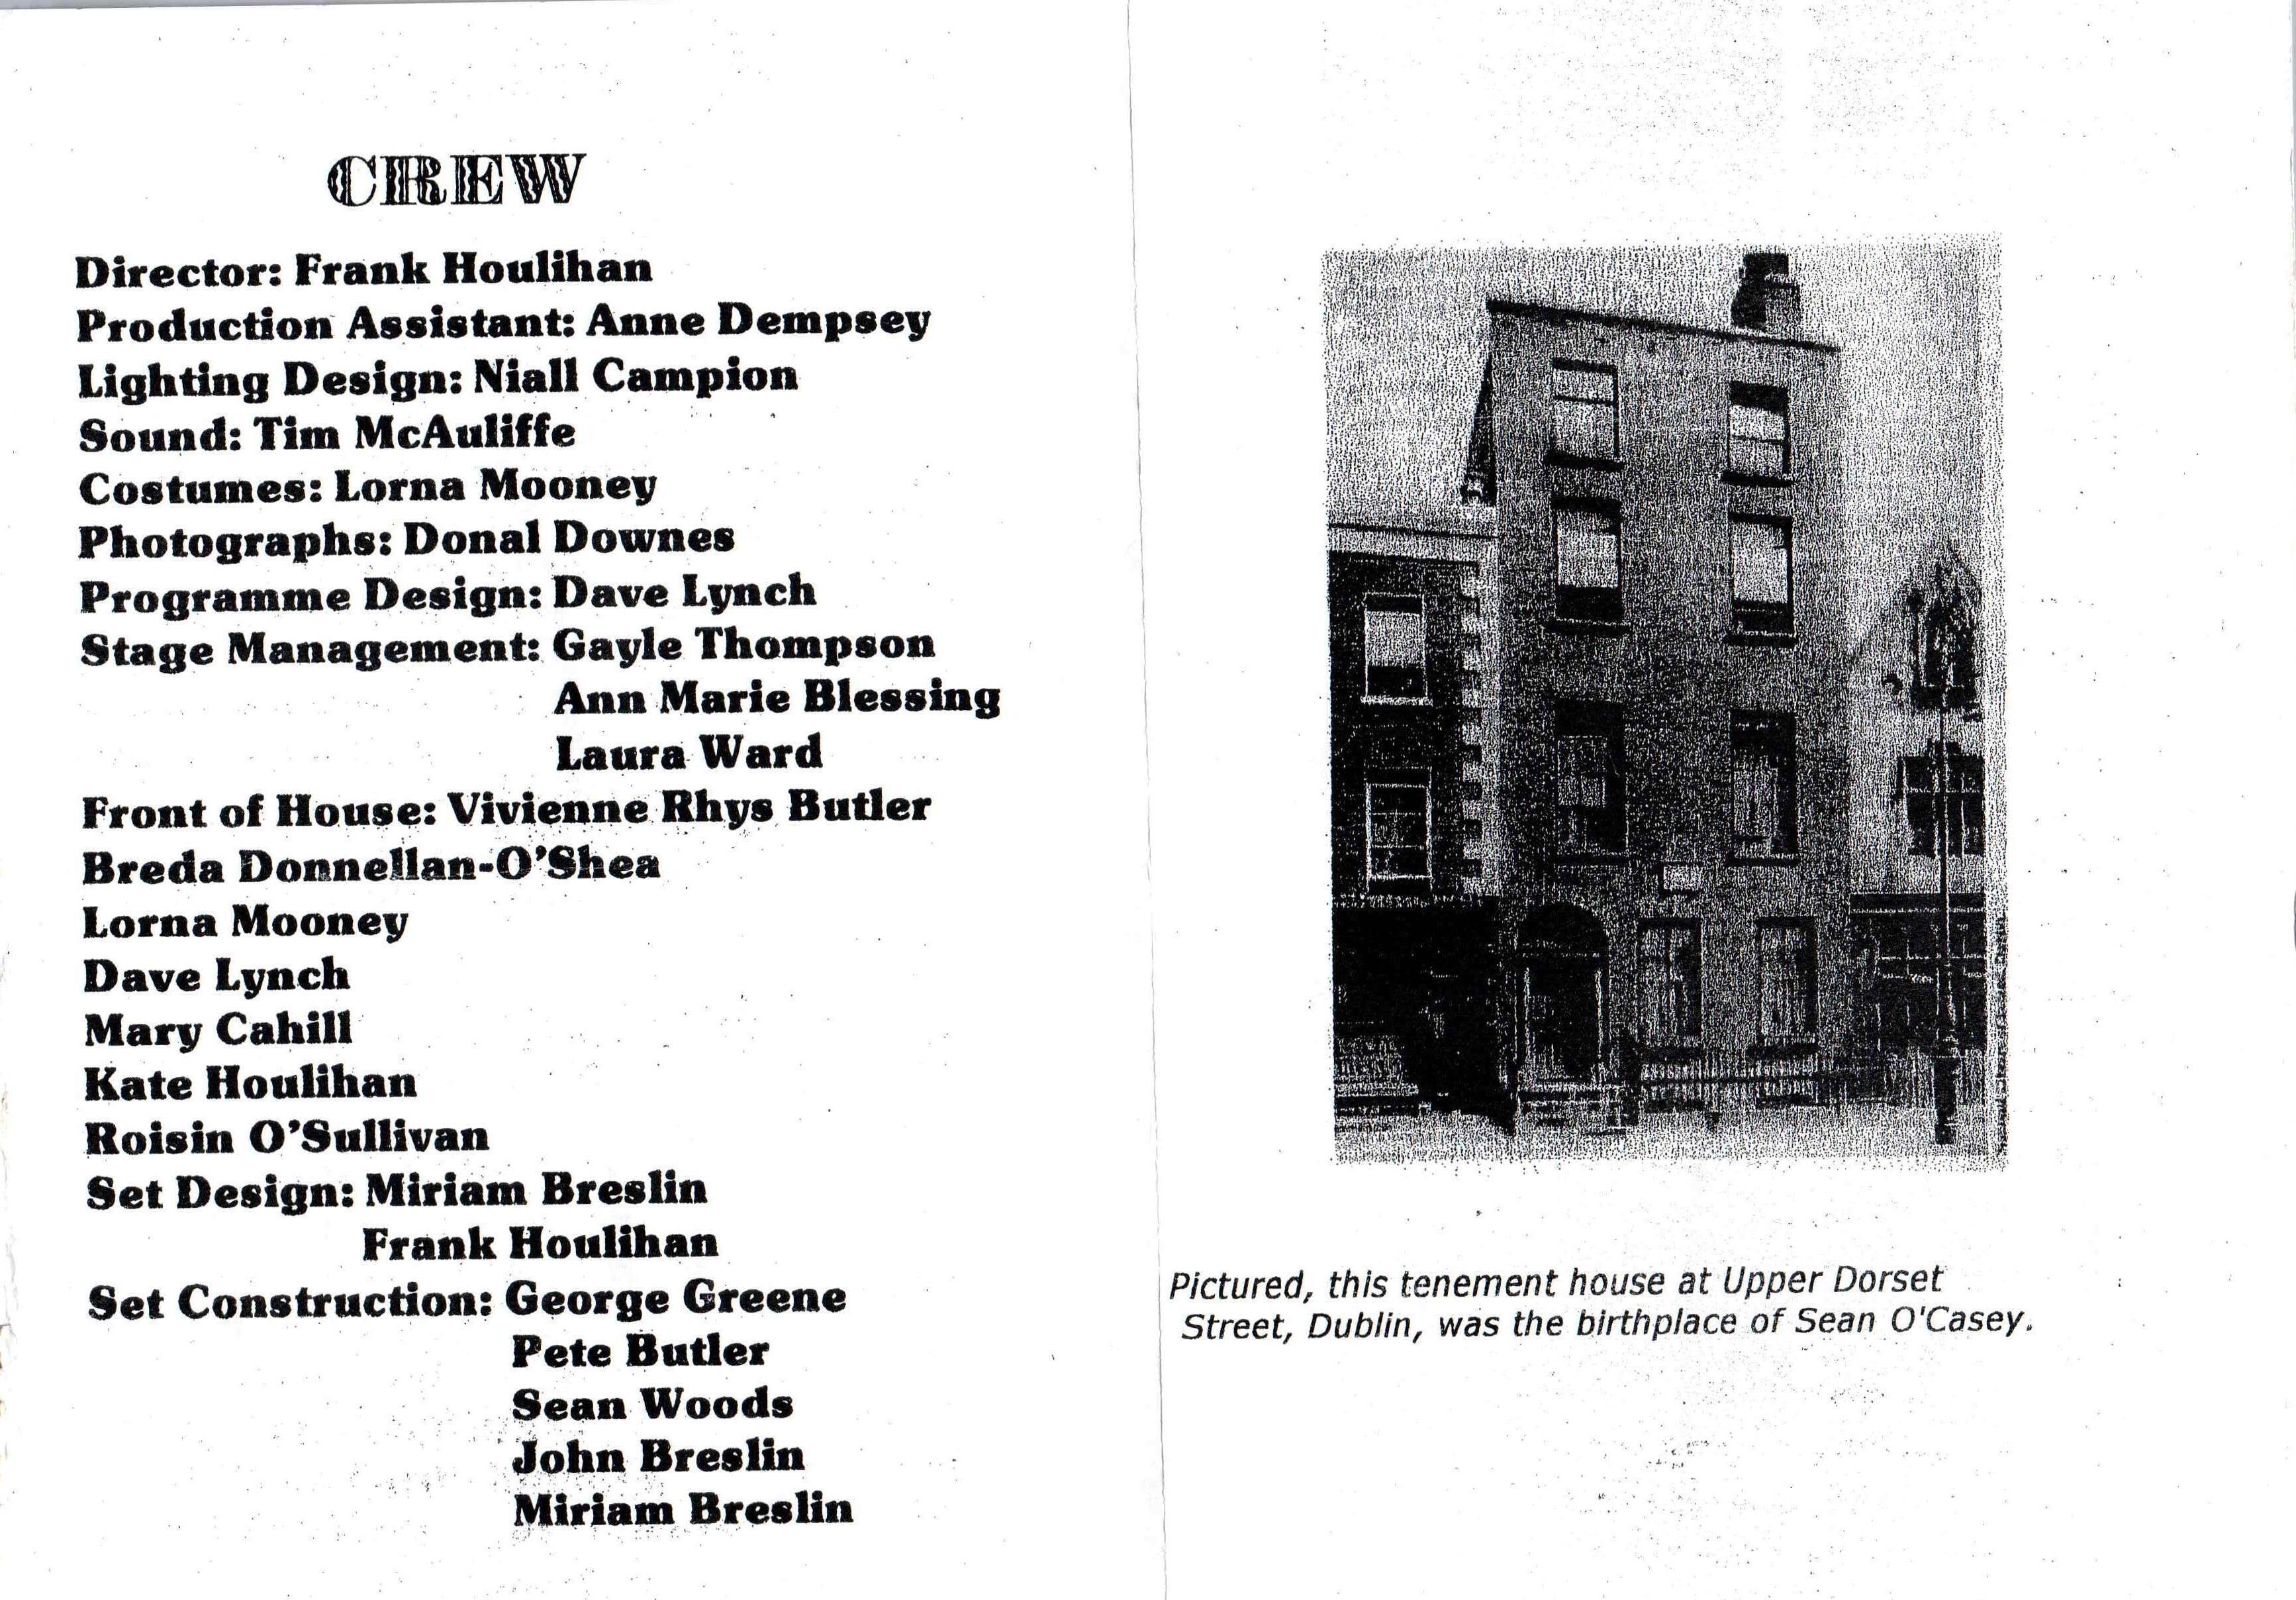 CREW
Director: Frank Houlihan
Production Assistant: Anne Dempsey
Lighting Design: Niall Campion
Sound: Tim McAuliffe
Costumes: Lorna Mooney
Photographs: Donal Downes
Programme Design: Dave Lynch
Stage Management: Gayle Thompson
Ann Marie Blessing
Laura Ward
Front of House: Vivienne Rhys Butler
Breda Donnellan-O'Shea
Lorna Mooney
Dave Lynch
Mary Cahill
Kate Houlihan
Roisin O'Sullivan
Set Design: Miriam Breslin
Frank Houlihan
Set Construction: George Greene
Pete Butler
Sean Woods
John Breslin
Miriam Breslin
Pictured, this tenement house at Upper Dorset
Street, Dublin, was the birthplace of Sean O'Casey.